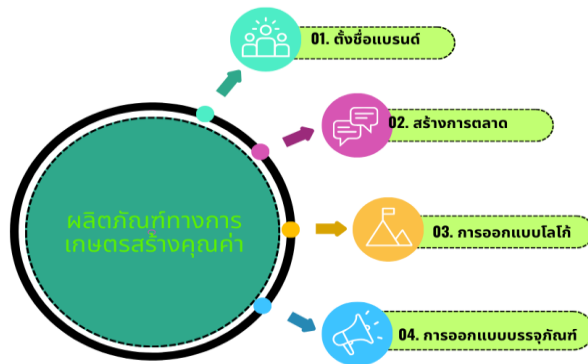 01. ตั้งชื่อแบรนด์
02. สร้างการตลาด
ผลิตภัณฑ์ทางการ
เกษตรสร้างคุณค่า
03. การออกแบบโลโก้
04. การออกแบบบรรจุภัณฑ์